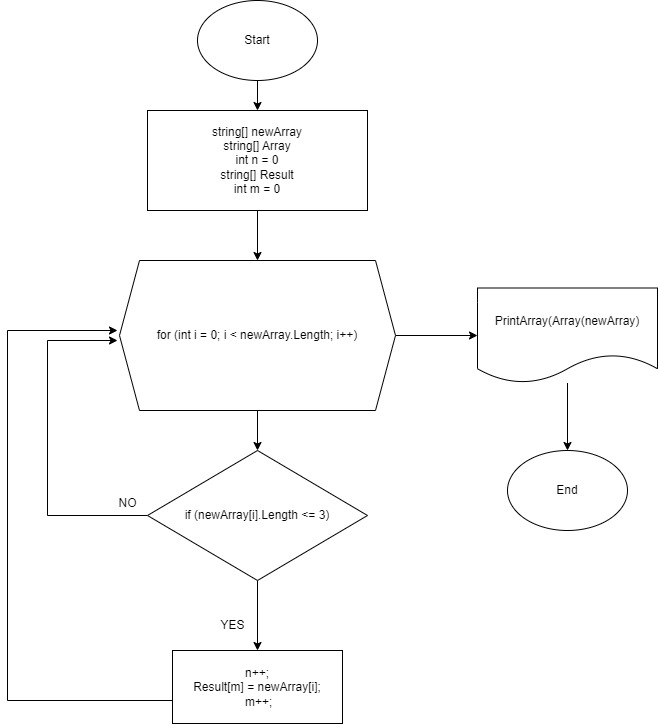 Start
string[] newArray
string[] Array
int n = 0
string[] Result
int m = 0
for (int i = 0; i < newArray.Length; i++)
PrintArray(Array(newArray)
End
if (newArray[i].Length <= 3)
NO
YES
n++;
Result[m] = newArray[i];
m++;